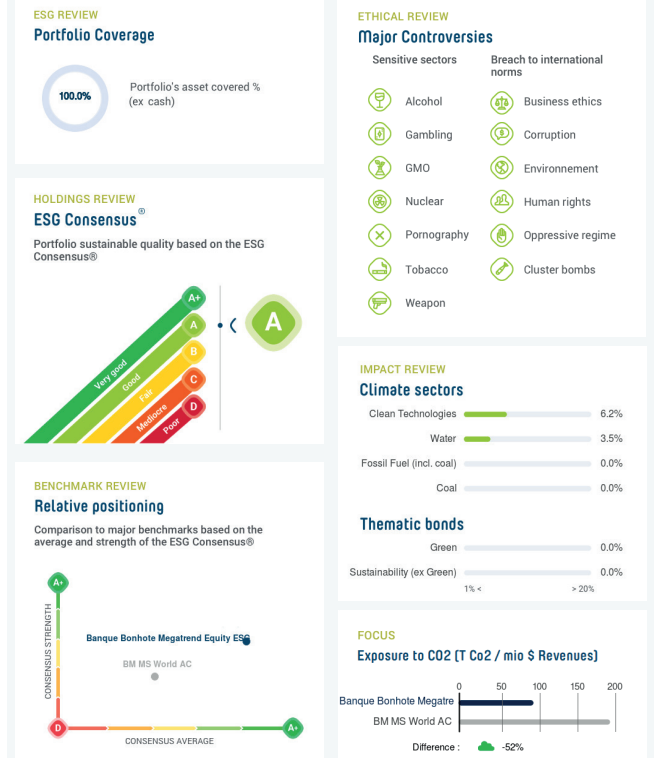 ESG REVIEW
Portfolio Coverage
100.0%
Portfolio's asset covered %
(ex cash)
HOLDINGS REVIEW
ESG Consensus®
Portfolio sustainable quality based on the ESG
Consensus®
A+
A
B
C
D
Very good
Good
Fair
Mediocre
Poor
A
BENCHMARK REVIEW
Relative positioning
Comparison to major benchmarks based on the
average and strength of the ESG Consensus®
A+
CONSENSUS STRENGTH
Banque Bonhote Megatrend Equity ESG
BM MS World AC
D
A+
CONSENSUS AVERAGE
ETHICAL REVIEW
Major Controversies
Sensitive sectors
Alcohol
Gambling
GMO
Nuclear
Pornography
Tobacco
Weapon
Breach to international
norms
Business ethics
Corruption
Environnement
Human rights
Oppressive regime
Cluster bombs
IMPACT REVIEW
Climate sectors
Clean Technologies 6.2%
Water 3.5%
Fossil Fuel (incl. coal) 0.0%
Coal 0.0%
Thematic bonds
Green 0.0%
Sustainability (ex Green) 0.0%
1% < > 20%
FOCUS
Exposure to CO2 (T Co2 / mio $ Revenues)
0 50 100 150 200
Banque Bonhote Megatre
BM MS World AC
Difference : -52%